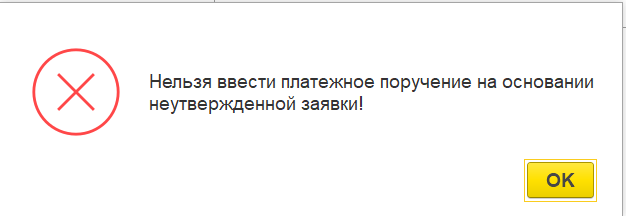 Нельзя ввести платежное поручение на основании
неутвержденной заявки!
OK